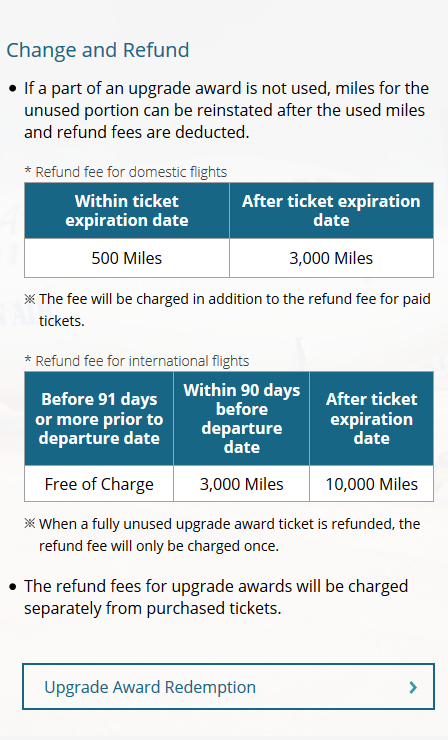 Change and Refund
● If a part of an upgrade award is not used, miles for the
unused portion can be reinstated after the used miles
and refund fees are deducted.
* Refund fee for domestic flights
Within ticket
expiration date
After ticket expiration
date
500 Miles
3,000 Miles
※ The fee will be charged in addition to the refund fee for paid
tickets.
* Refund fee for international flights
Before 91 days
or more prior to
departure date
Within 90 days
before
departure
date
After ticket
expiration
date
Free of Charge
3,000 Miles
10,000 Miles
※ When a fully unused upgrade award ticket is refunded, the
refund fee will only be charged once.
● The refund fees for upgrade awards will be charged
separately from purchased tickets.
Upgrade Award Redemption